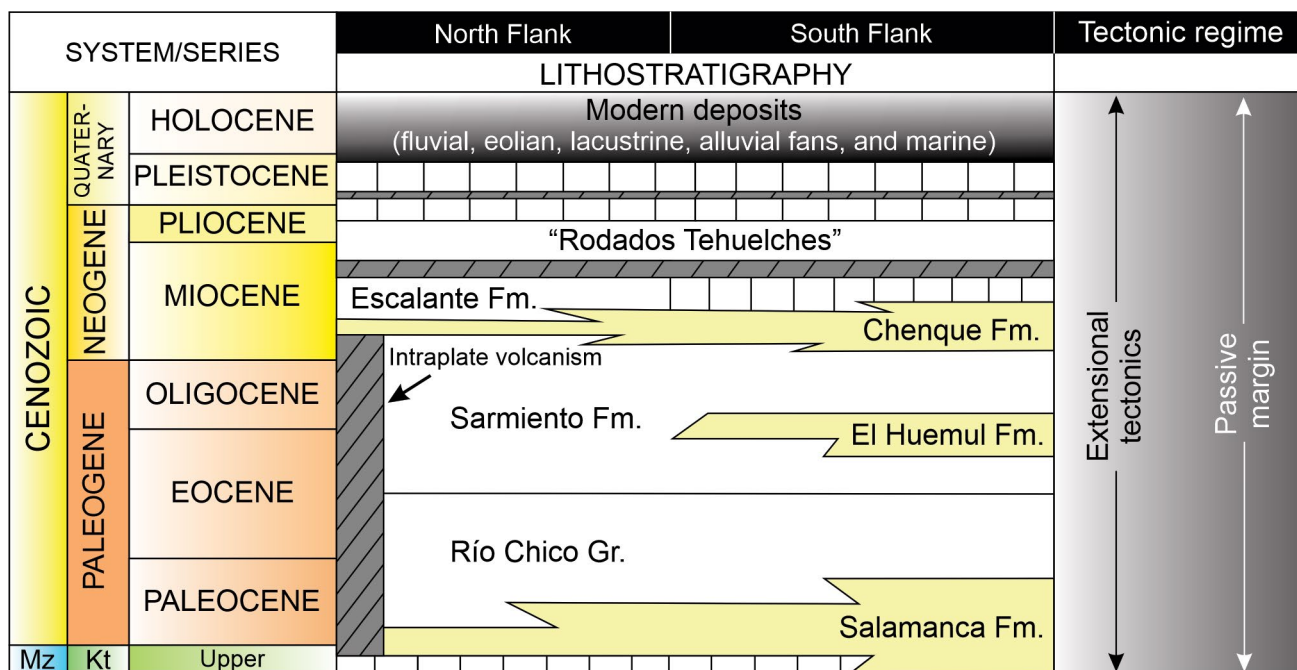 SYSTEM/SERIES
North Flank
South Flank
Tectonic regime
LITHOSTRATIGRAPHY
CENOZOIC
QUATER-
NARY
HOLOCENE
Modern deposits
(fluvial, eolian, lacustrine, alluvial fans, and marine)
PLEISTOCENE
NEOGENE
PLIOCENE
“Rodados Tehuelches”
MIOCENE
Escalante Fm.
Chenque Fm.
Intraplate volcanism
PALEOGENE
OLIGOCENE
Sarmiento Fm.
El Huemul Fm.
EOCENE
Río Chico Gr.
PALEOCENE
Salamanca Fm.
Mz
Kt
Upper
Extensional
tectonics
Passive
margin